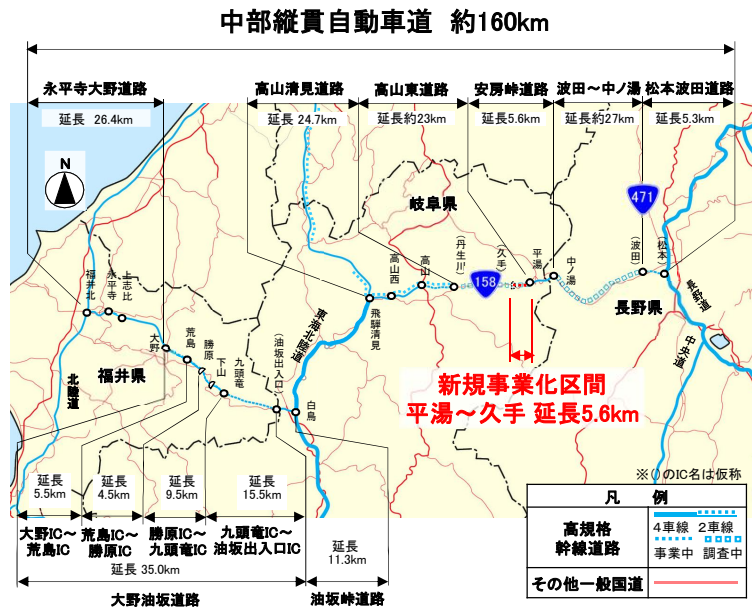 中部縦貫自動車道 約160km
永平寺大野道路
高山清見道路
高山東道路
安房峠道路
波田～中ノ湯
松本波田道路
延長 26.4km
延長 24.7km
延長約23km
延長5.6km
延長約27km
延長5.3km
N
471
岐阜県
158
(丹生川)
(久手)
平湯
中ノ湯
(波田)
(松本)
高山
高山西
飛騨清見
東海北陸道
長野県
長野道
中央道
福井北
永平寺
上志比
大野
荒島
勝原
下山
九頭竜
(油坂出入口)
白鳥
福井県
北陸道
新規事業化区間
平湯～久手 延長5.6km
※()のIC名は仮称
延長
5.5km
延長
4.5km
延長
9.5km
延長
15.5km
大野IC～
荒島IC
荒島IC～
勝原IC
勝原IC～
九頭竜IC
九頭竜IC～
油坂出入口IC
延長 35.0km
延長
11.3km
大野油坂道路
油坂峠道路
凡 例
高規格
幹線道路
4車線 2車線
事業中 調査中
その他一般国道